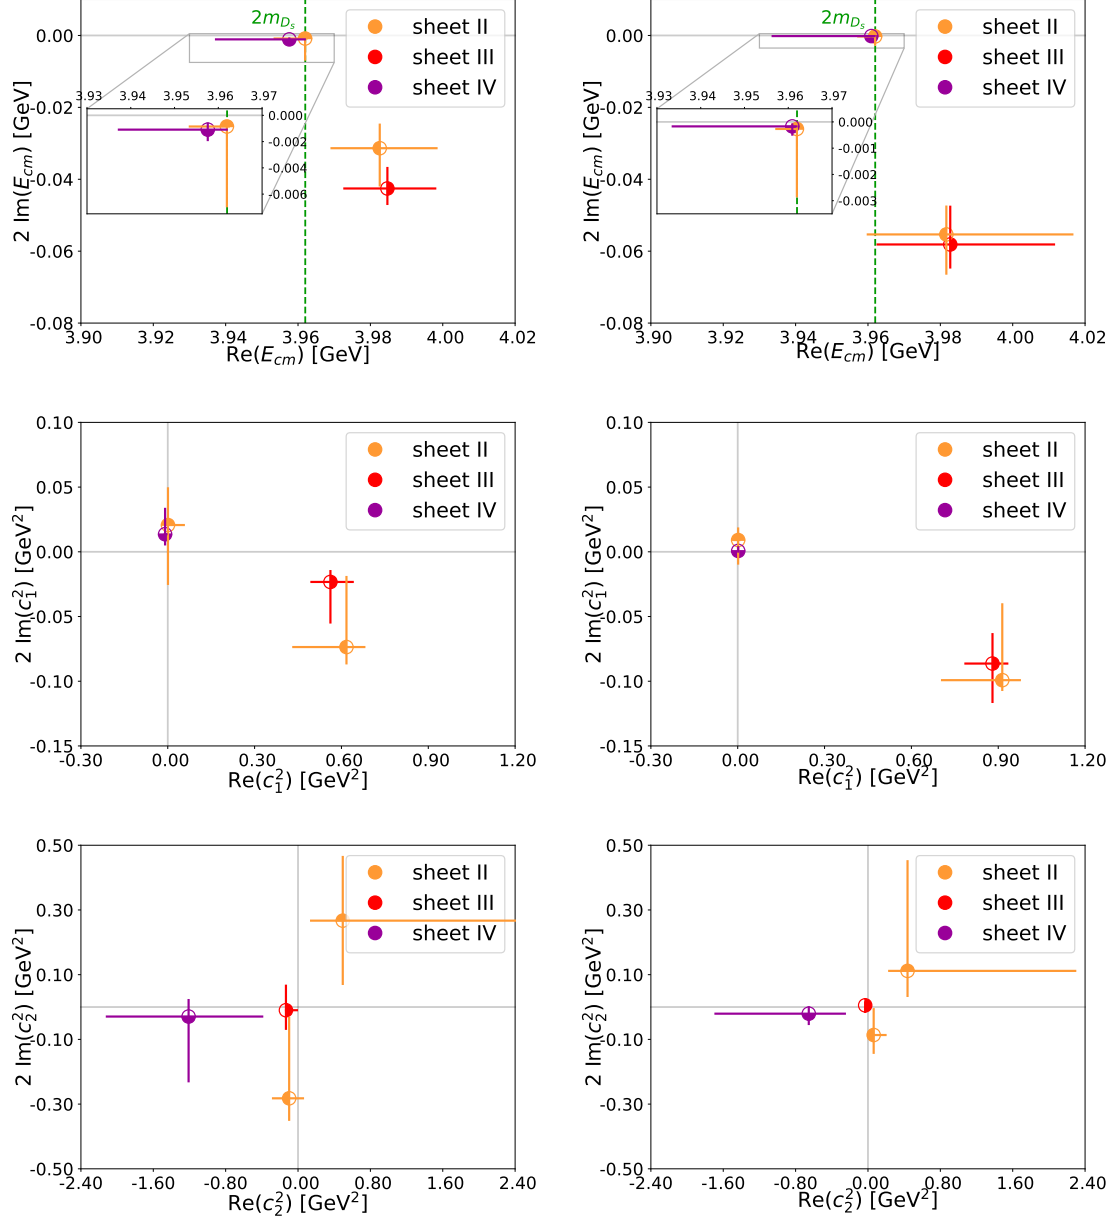 2m_{D_s}
sheet II
sheet III
sheet IV
0.00
-0.02
-0.04
-0.06
-0.08
2 Im(E_{cm}) [GeV]
3.93 3.94 3.95 3.96 3.97
0.000
-0.002
-0.004
-0.006
3.90 3.92 3.94 3.96 3.98 4.00 4.02
Re(E_{cm}) [GeV]
2m_{D_s}
sheet II
sheet III
sheet IV
0.00
-0.02
-0.04
-0.06
-0.08
2 Im(E_{cm}) [GeV]
3.93 3.94 3.95 3.96 3.97
0.000
-0.001
-0.002
-0.003
3.90 3.92 3.94 3.96 3.98 4.00 4.02
Re(E_{cm}) [GeV]
0.10
0.05
0.00
-0.05
-0.10
-0.15
2 Im(c_1^2) [GeV^2]
sheet II
sheet III
sheet IV
-0.30 0.00 0.30 0.60 0.90 1.20
Re(c_1^2) [GeV^2]
0.10
0.05
0.00
-0.05
-0.10
-0.15
2 Im(c_1^2) [GeV^2]
sheet II
sheet III
sheet IV
-0.30 0.00 0.30 0.60 0.90 1.20
Re(c_1^2) [GeV^2]
0.50
0.30
0.10
-0.10
-0.30
-0.50
2 Im(c_2^2) [GeV^2]
sheet II
sheet III
sheet IV
-2.40 -1.60 -0.80 0.00 0.80 1.60 2.40
Re(c_2^2) [GeV^2]
0.50
0.30
0.10
-0.10
-0.30
-0.50
2 Im(c_2^2) [GeV^2]
sheet II
sheet III
sheet IV
-2.40 -1.60 -0.80 0.00 0.80 1.60 2.40
Re(c_2^2) [GeV^2]